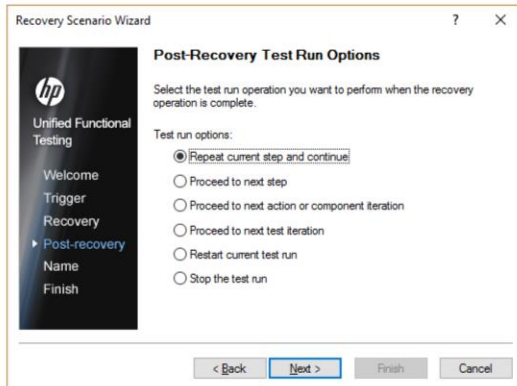 Recovery Scenario Wizard
? X
Post-Recovery Test Run Options
Select the test run operation you want to perform when the recovery
operation is complete.
hp
Unified Functional
Testing
Welcome
Trigger
Recovery
Post-recovery
Name
Finish
Test run options:
Repeat current step and continue
Proceed to next step
Proceed to next action or component iteration
Proceed to next test iteration
Restart current test run
Stop the test run
< Back Next > Finish Cancel